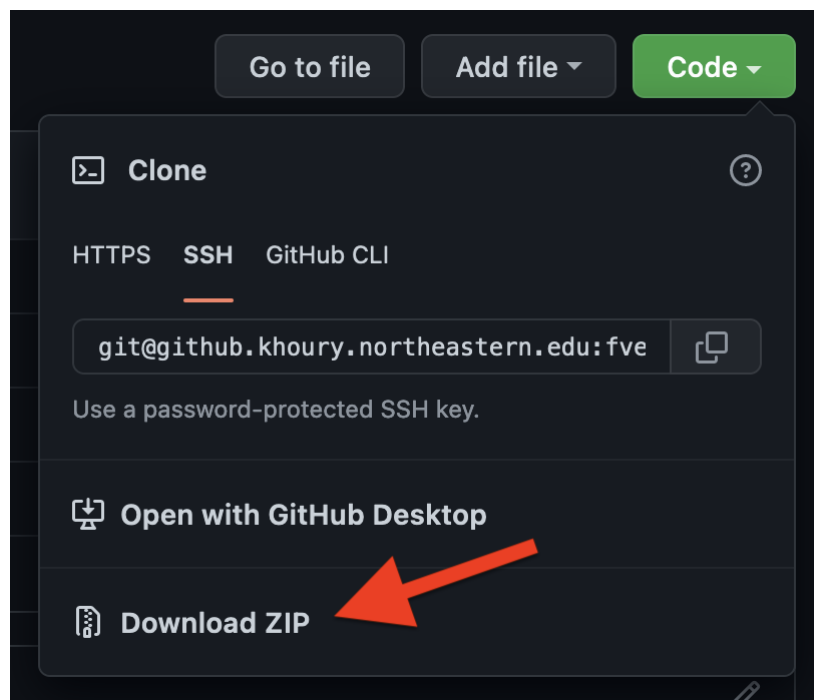 Go to file
Add file
Code
Clone
HTTPS
SSH
GitHub CLI
git@github.khoury.northeastern.edu:fve
Use a password-protected SSH key.
Open with GitHub Desktop
Download ZIP